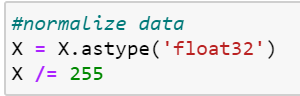 #normalize data
X = X.astype('float32')
X /= 255